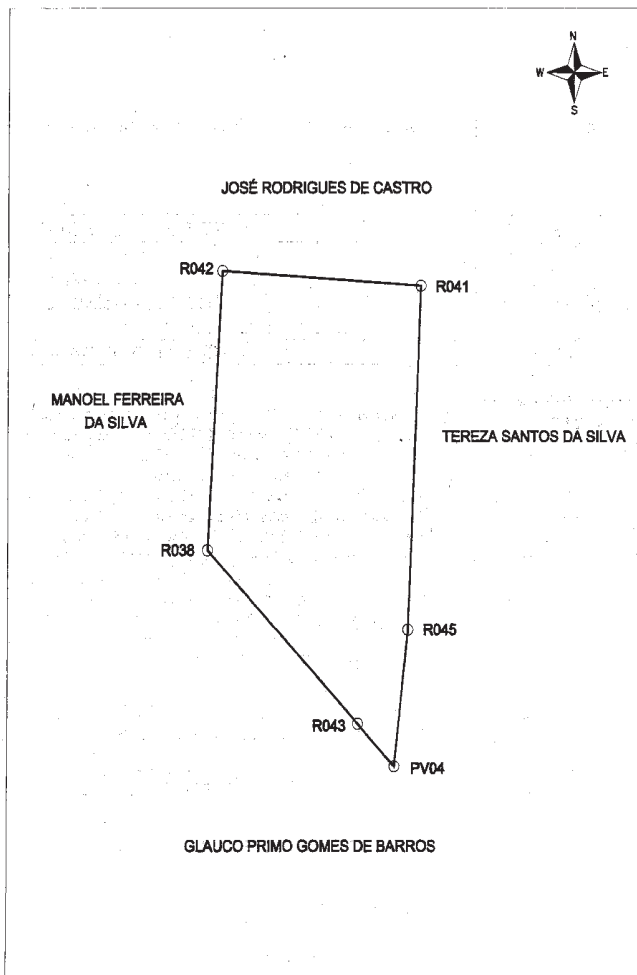 N
W E
S
JOSÉ RODRIGUES DE CASTRO
R042
R041
MANOEL FERREIRA
DA SILVA
TEREZA SANTOS DA SILVA
R038
R045
R043
PV04
GLAUCO PRIMO GOMES DE BARROS